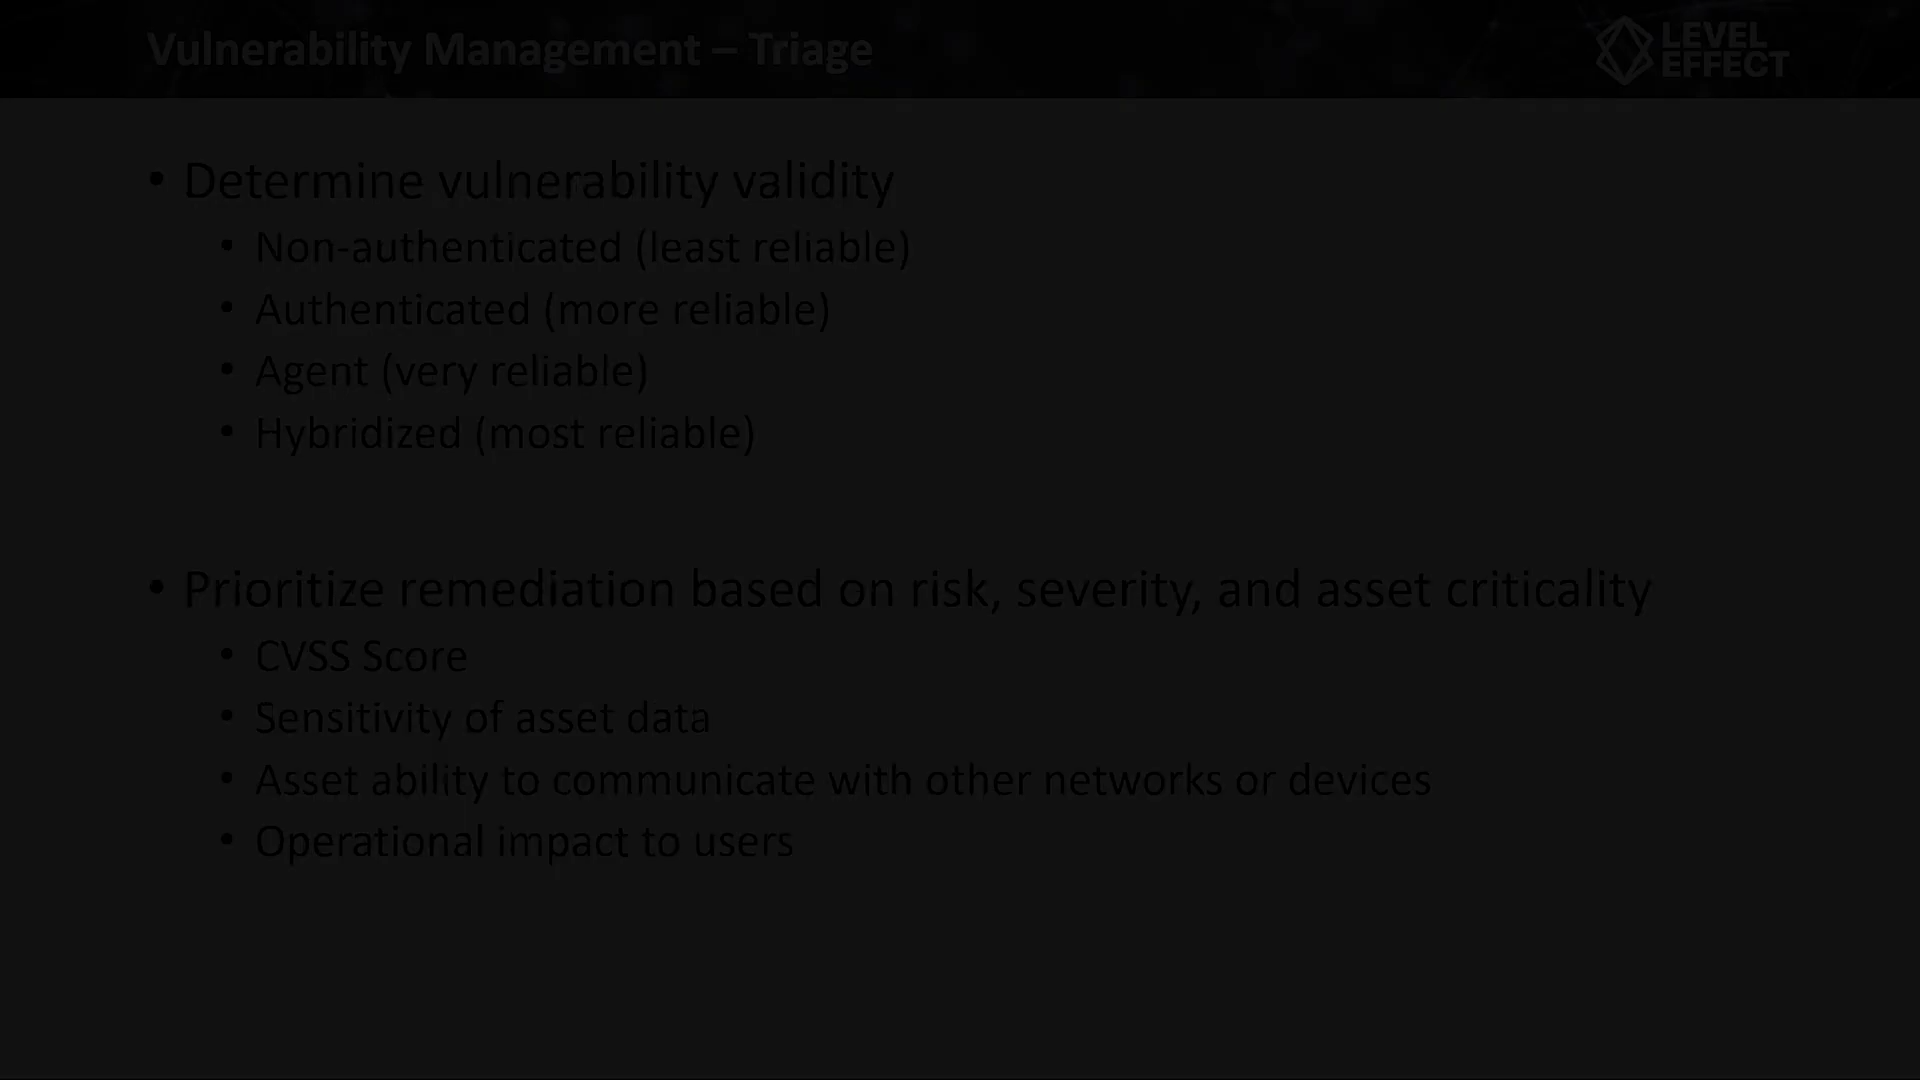 Vulnerability Management – Triage
LEVEL
EFFECT
• Determine vulnerability validity
• Non-authenticated (least reliable)
• Authenticated (more reliable)
• Agent (very reliable)
• Hybridized (most reliable)
• Prioritize remediation based on risk, severity, and asset criticality
• CVSS Score
• Sensitivity of asset data
• Asset ability to communicate with other networks or devices
• Operational impact to users